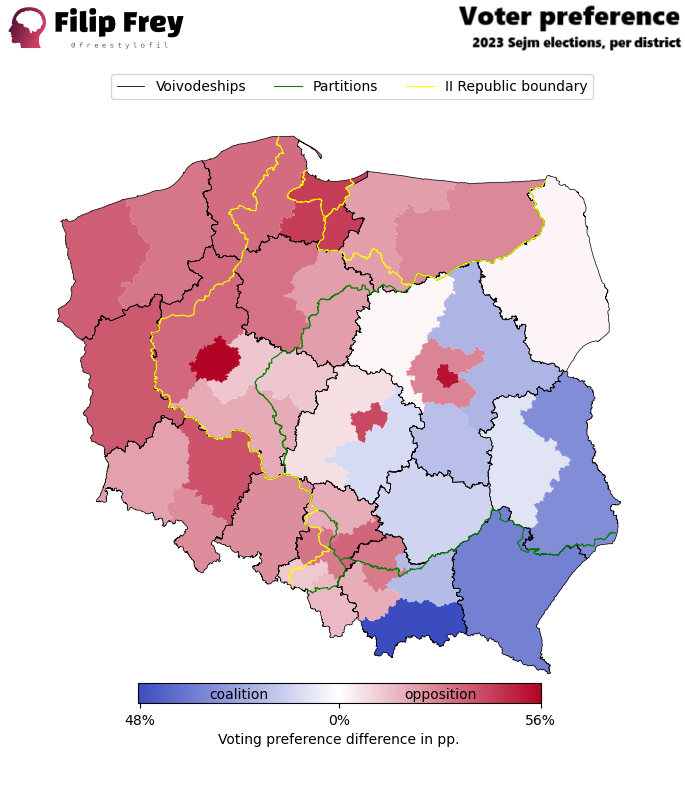 Filip Frey
@freestylofil
Voter preference
2023 Sejm elections, per district
Voivodeships Partitions II Republic boundary
coalition opposition
48% 0% 56%
Voting preference difference in pp.